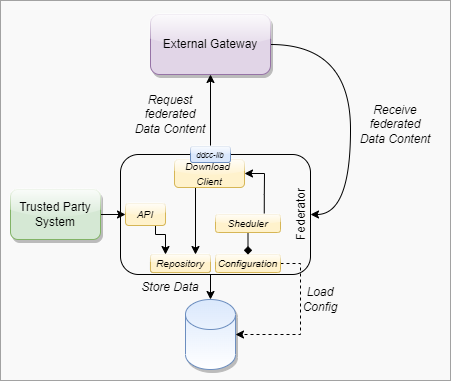 External Gateway
Request
federated
Data Content
Receive
federated
Data Content
ddcc-lib
Download
Client
Trusted Party
System
API
Sheduler
Federator
Repository
Configuration
Store Data
Load
Config